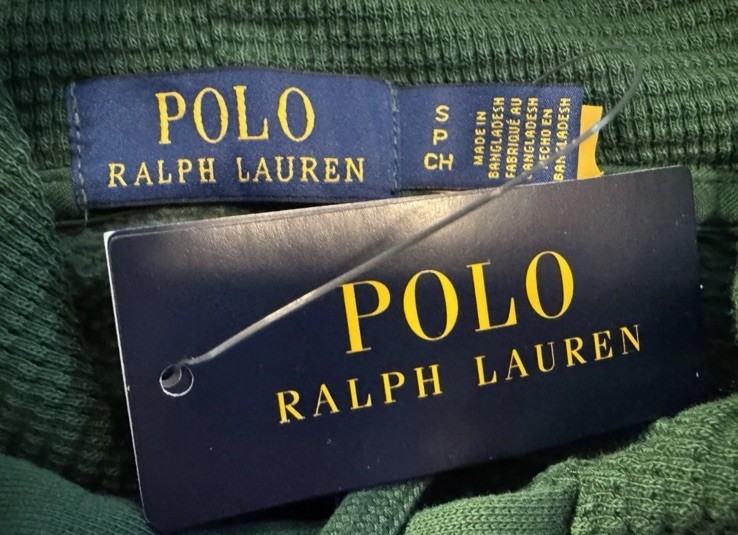 POLO
RALPH LAUREN
S
P
CH
MADE IN
BANGLADESH
FABRIQUÉ AU
BANGLADESH
HECHO EN
BANGLADESH
POLO
RALPH LAUREN